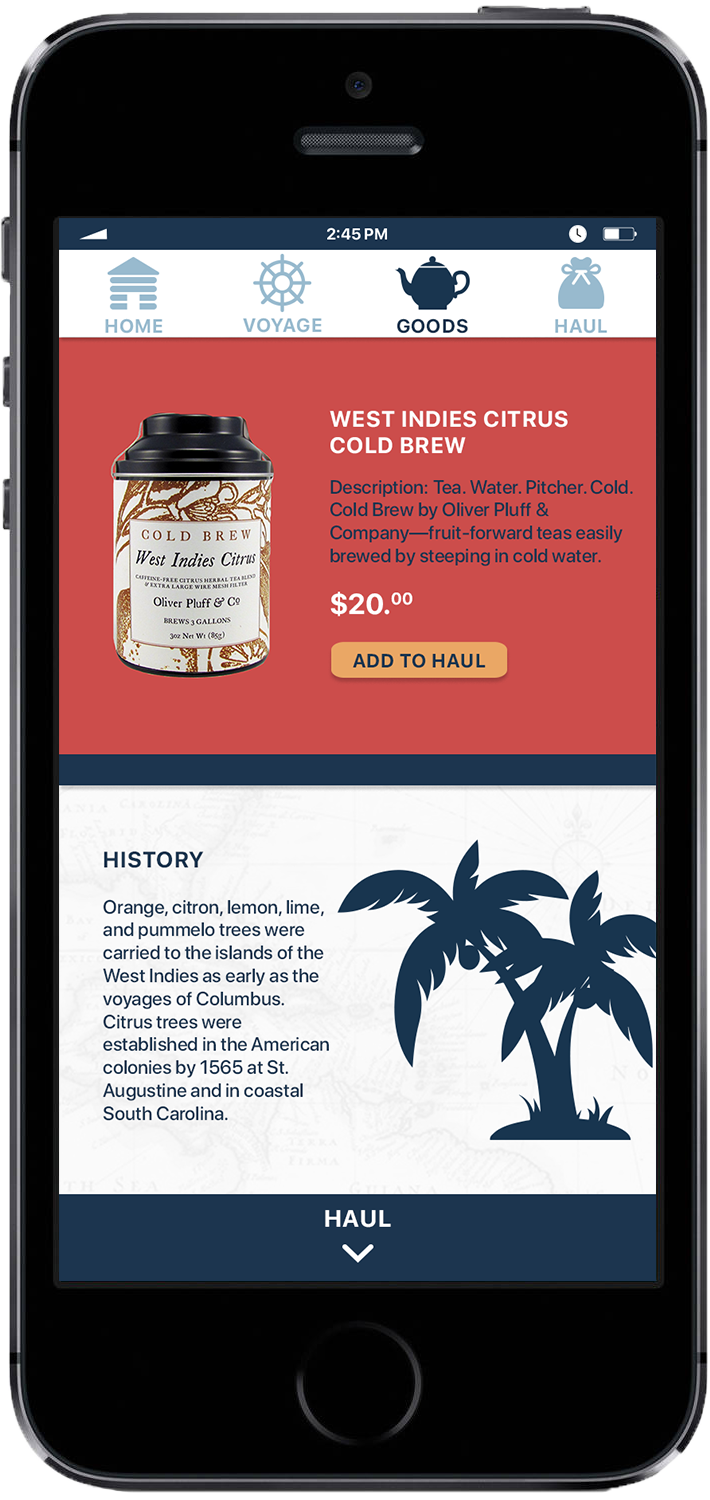 2:45 PM
HOME
VOYAGE
GOODS
HAUL
WEST INDIES CITRUS
COLD BREW
Description: Tea. Water. Pitcher. Cold.
Cold Brew by Oliver Pluff &
Company—fruit-forward teas easily
brewed by steeping in cold water.
$20.00
ADD TO HAUL
COLD BREW
West Indies Citrus
CAFFEINE-FREE CITRUS HERBAL TEA BLEND
& EXTRA LARGE WIRE MESH FILTER
Oliver Pluff & Co
BREWS 3 GALLONS
3oz Net Wt (85g)
HISTORY
Orange, citron, lemon, lime,
and pummelo trees were
carried to the islands of the
West Indies as early as the
voyages of Columbus.
Citrus trees were
established in the American
colonies by 1565 at St.
Augustine and in coastal
South Carolina.
TERRA
FIRMA
TH SEA
GUIANA
HAUL